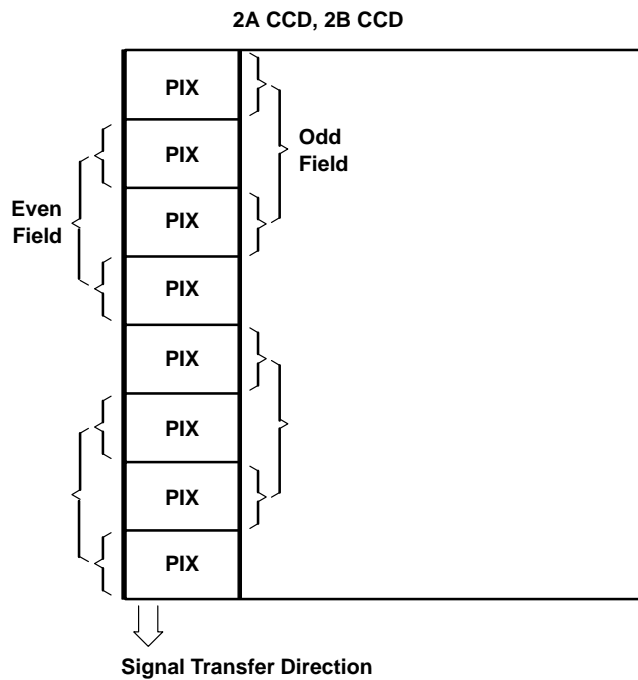 2A CCD, 2B CCD
PIX
Odd
Field
PIX
Even
Field
PIX
PIX
PIX
PIX
PIX
PIX
Signal Transfer Direction